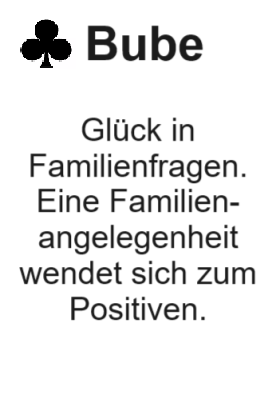 ♣ Bube
Glück in
Familienfragen.
Eine Familien-
angelegenheit
wendet sich zum
Positiven.